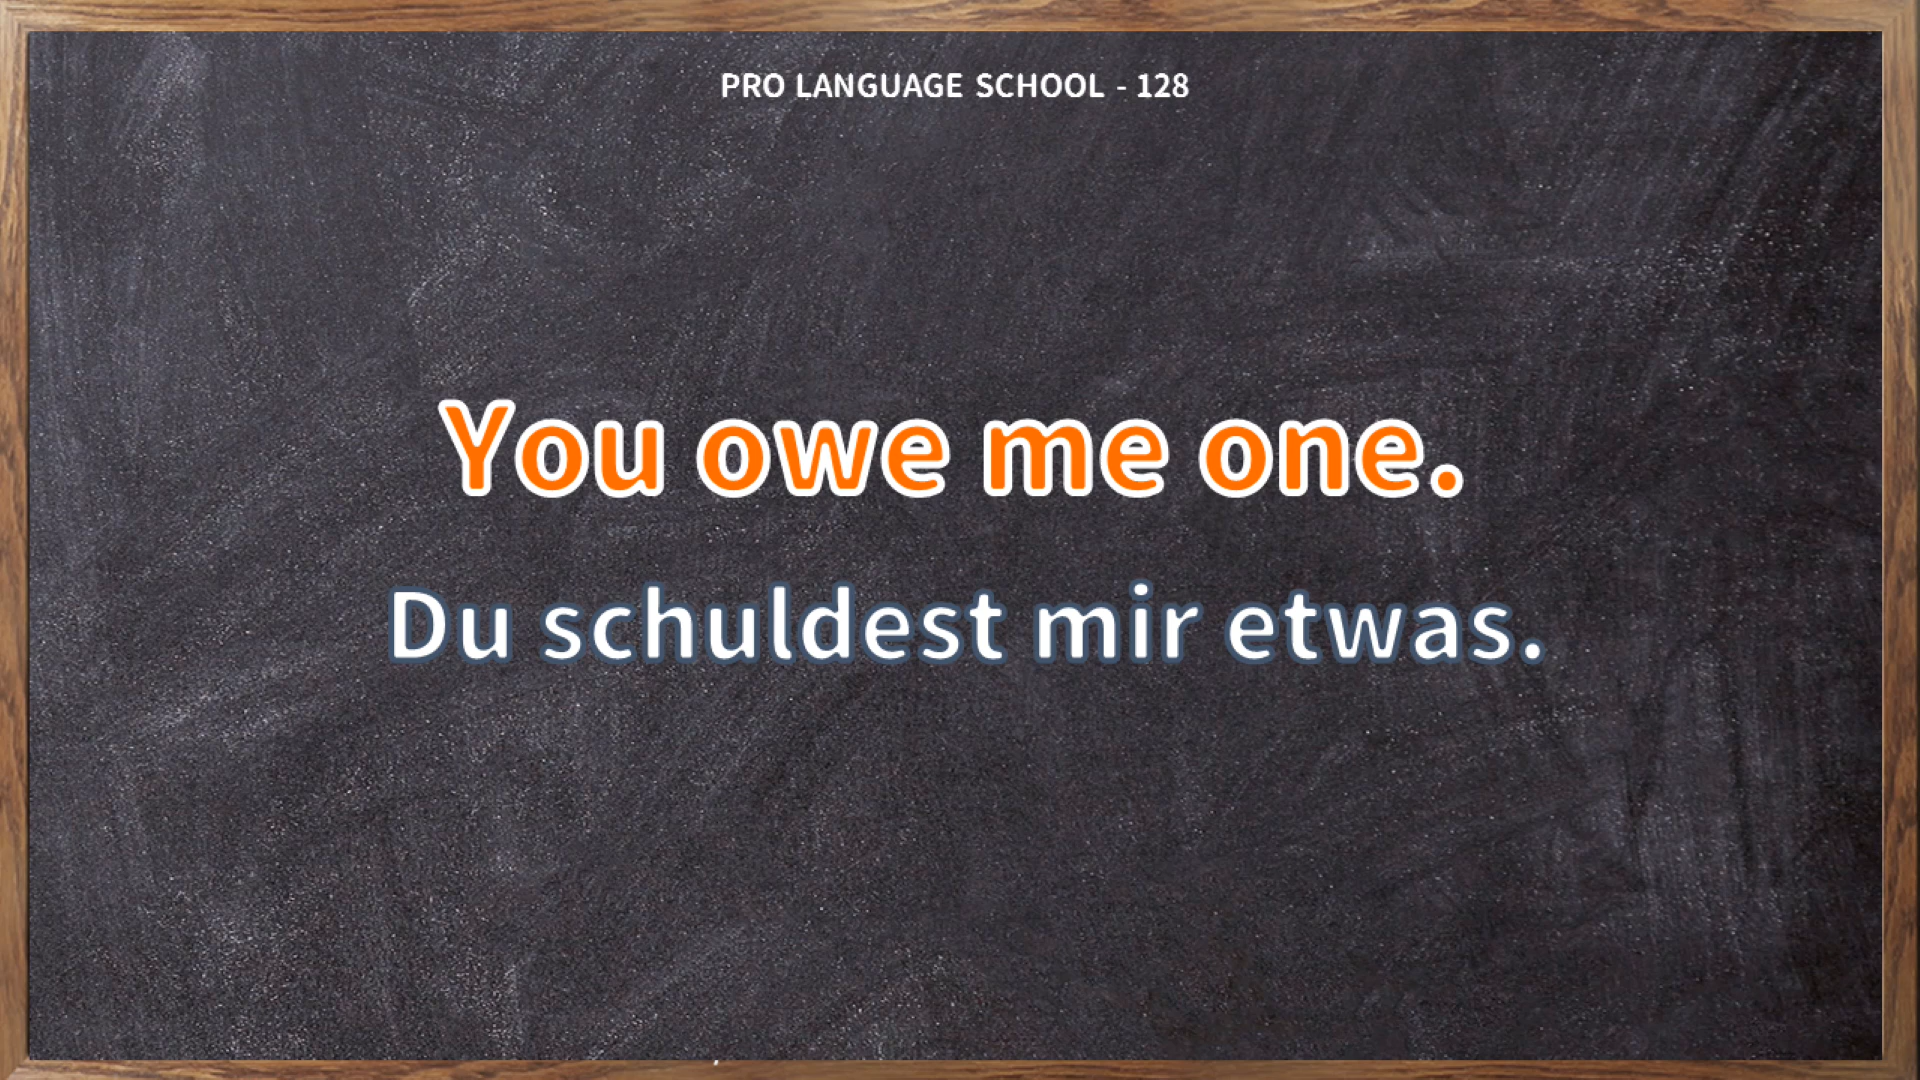 PRO LANGUAGE SCHOOL - 128
You owe me one.
Du schuldest mir etwas.